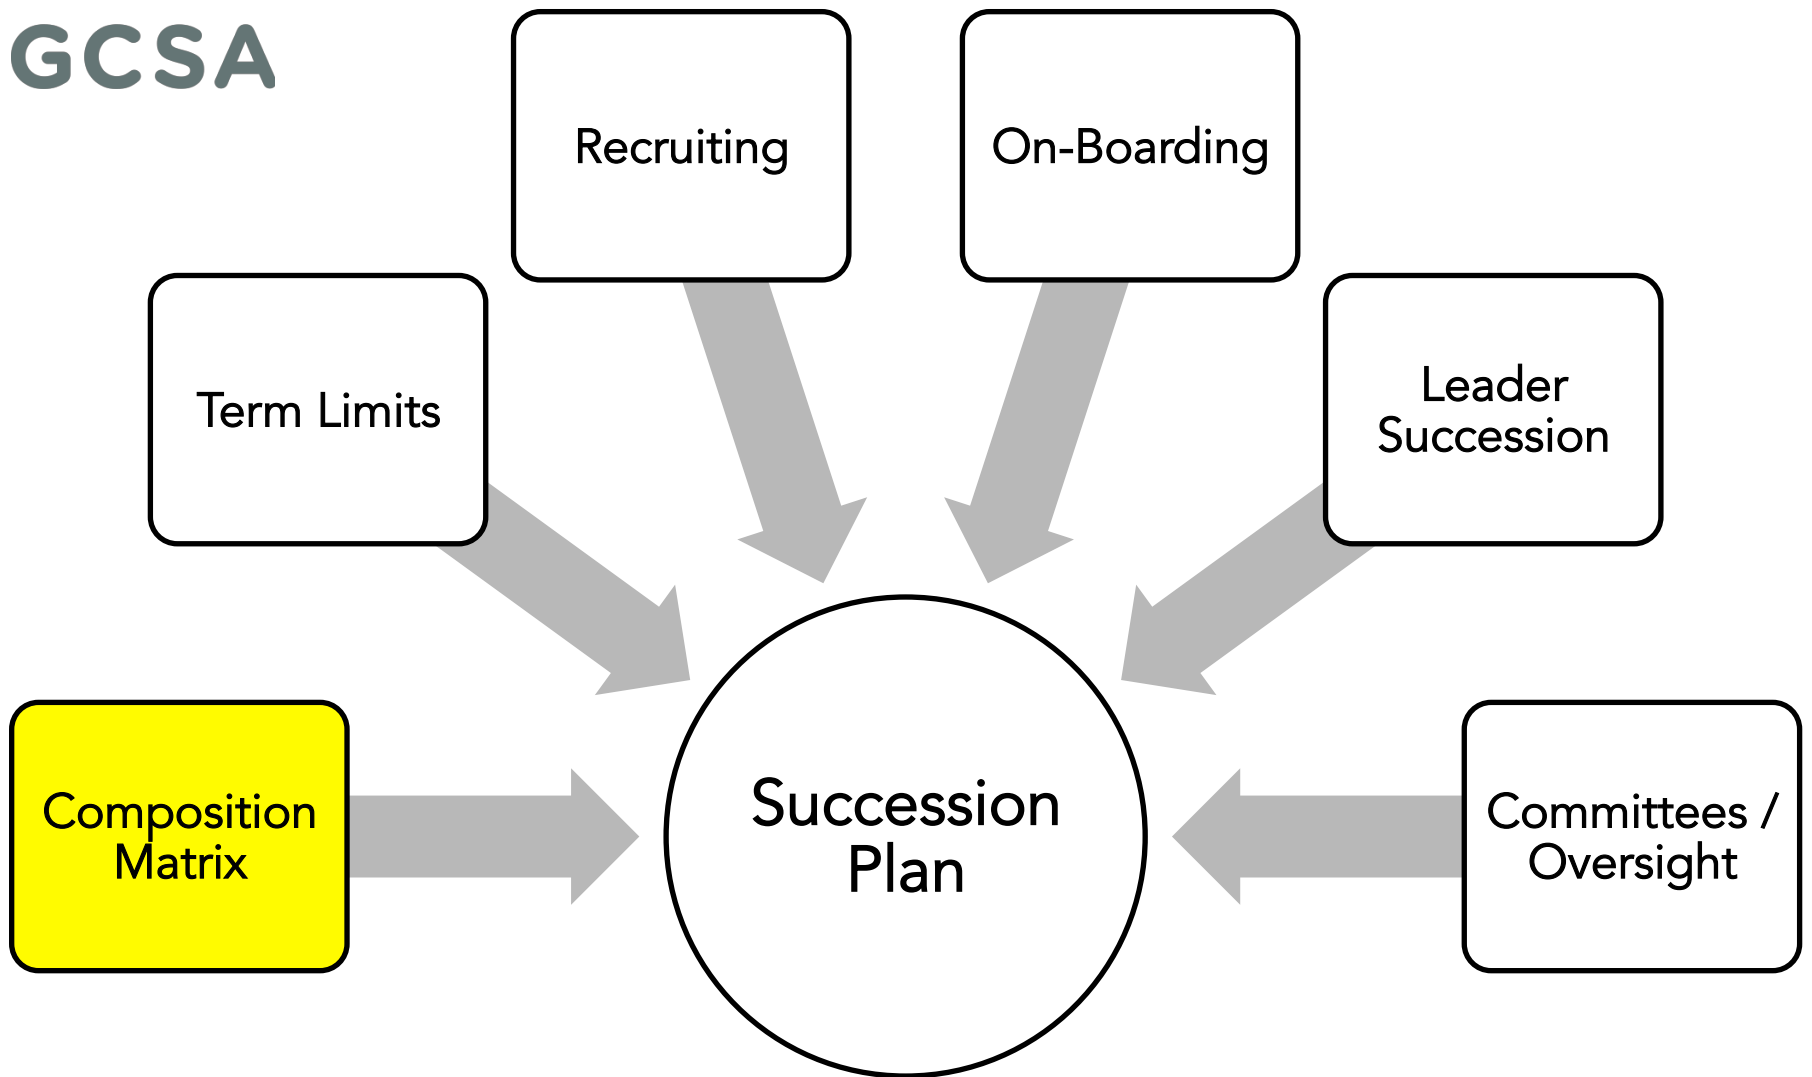 GCSA
Recruiting
On-Boarding
Term Limits
Leader
Succession
Composition
Matrix
Succession
Plan
Committees /
Oversight